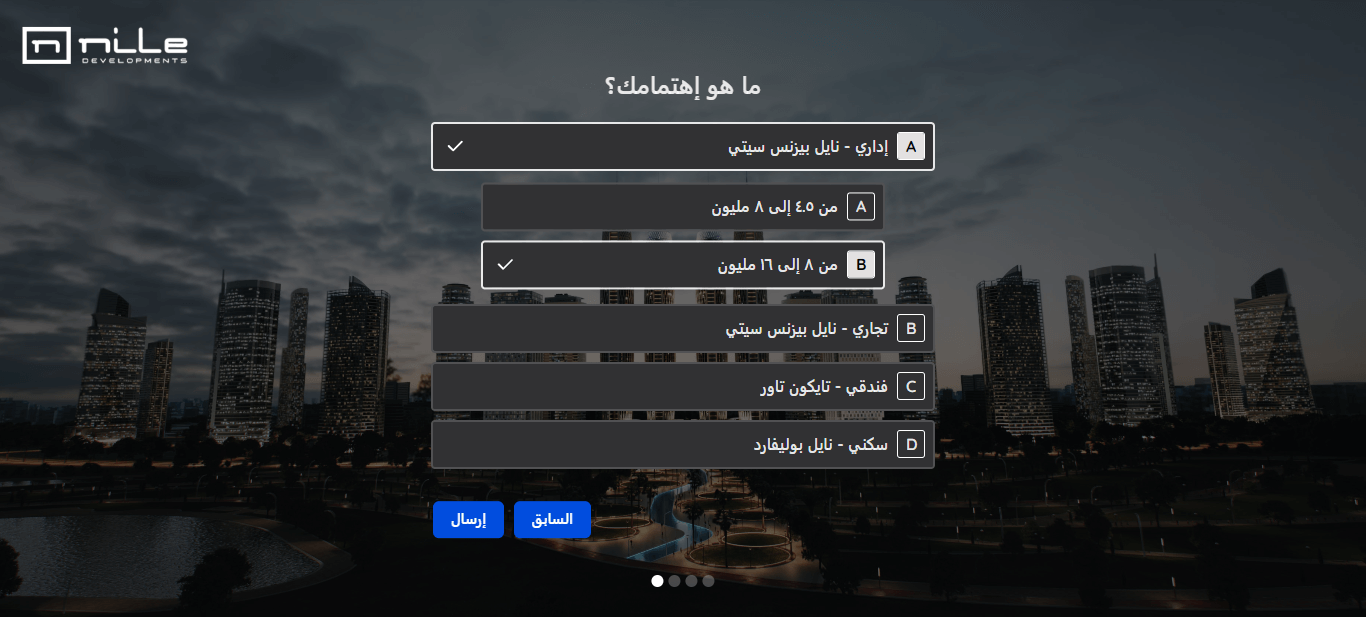 nille
DEVELOPMENTS
ما هو إهتمامك؟
A إداري - نايل بيزنس سيتي
A من ٤.٥ إلى ٨ مليون
B من ٨ إلى ١٦ مليون
B تجاري - نايل بيزنس سيتي
C فندقي - تايكون تاور
D سكني - نايل بوليفارد
السابق إرسال